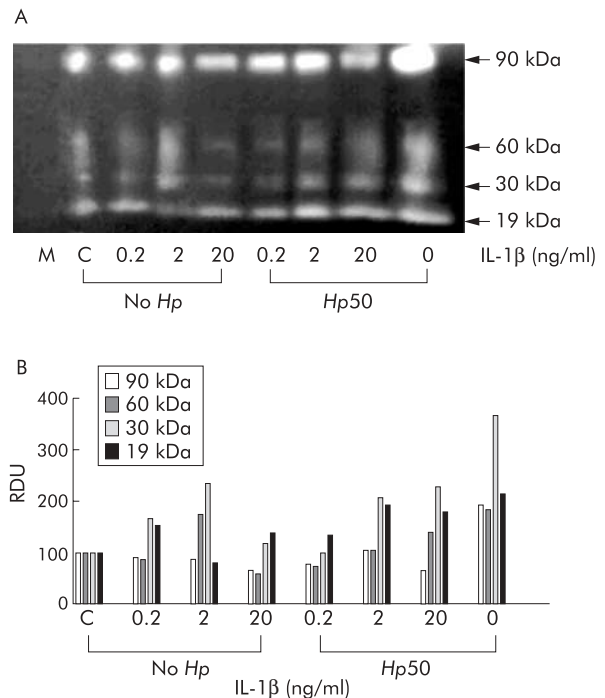 A
90 kDa
60 kDa
30 kDa
19 kDa
M C 0.2 2 20 0.2 2 20 0 IL-1β (ng/ml)
No Hp Hp50
B
90 kDa
60 kDa
30 kDa
19 kDa
400
300
200
100
0
RDU
C 0.2 2 20 0.2 2 20 0
No Hp Hp50
IL-1β (ng/ml)